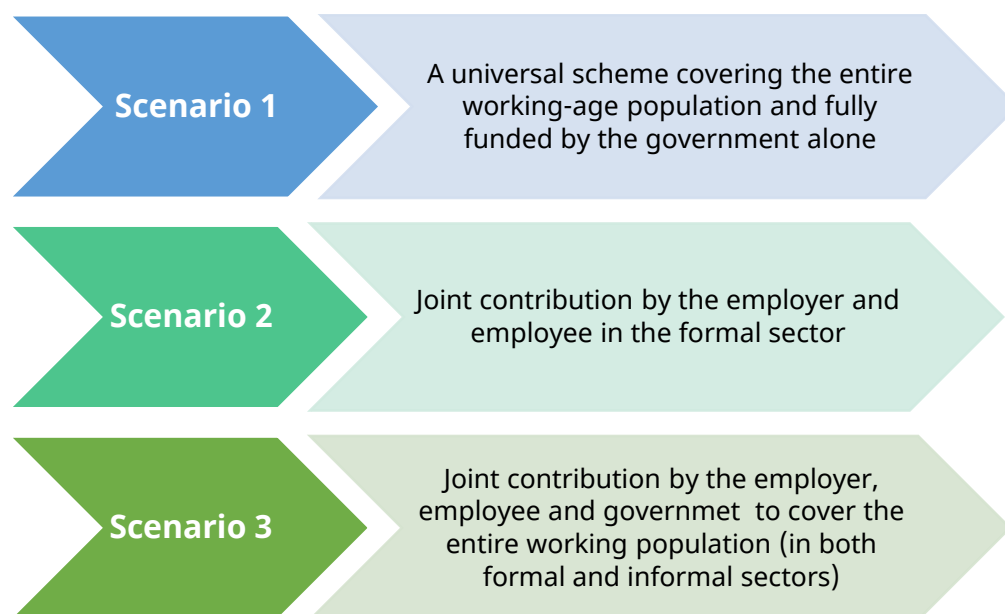 Scenario 1
A universal scheme covering the entire
working-age population and fully
funded by the government alone
Scenario 2
Joint contribution by the employer and
employee in the formal sector
Scenario 3
Joint contribution by the employer,
employee and governmet  to cover the
entire working population (in both
formal and informal sectors)